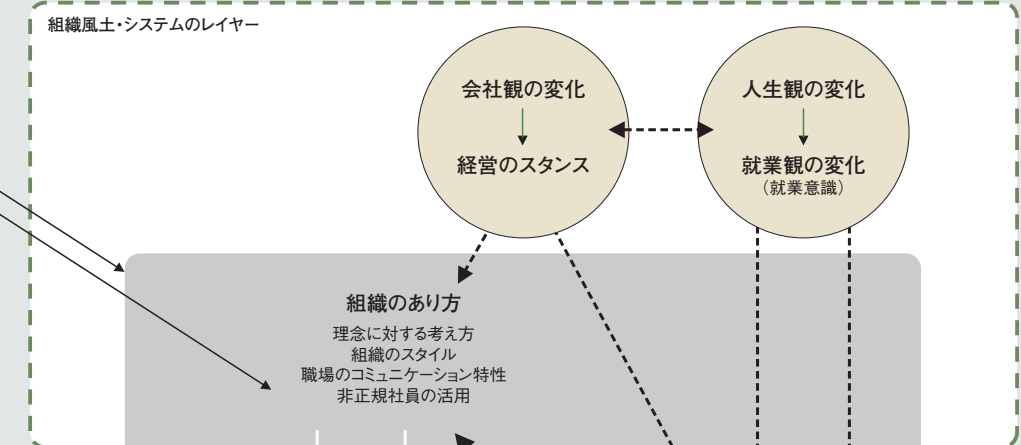 組織風土・システムのレイヤー
会社観の変化
経営のスタンス
人生観の変化
就業観の変化
（就業意識）
組織のあり方
理念に対する考え方
組織のスタイル
職場のコミュニケーション特性
非正規社員の活用